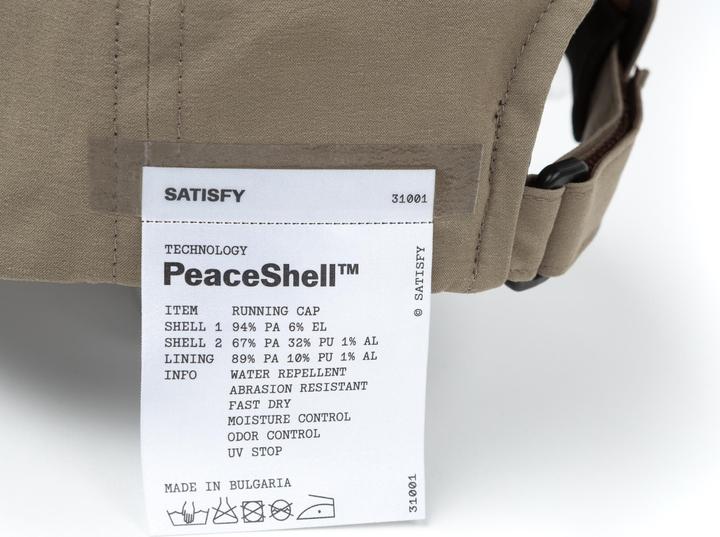 SATISFY 31001
TECHNOLOGY
PeaceShell™
© SATISFY
ITEM RUNNING CAP
SHELL 1 94% PA 6% EL
SHELL 2 67% PA 32% PU 1% AL
LINING 89% PA 10% PU 1% AL
INFO WATER REPELLENT
ABRASION RESISTANT
FAST DRY
MOISTURE CONTROL
ODOR CONTROL
UV STOP
MADE IN BULGARIA
31001